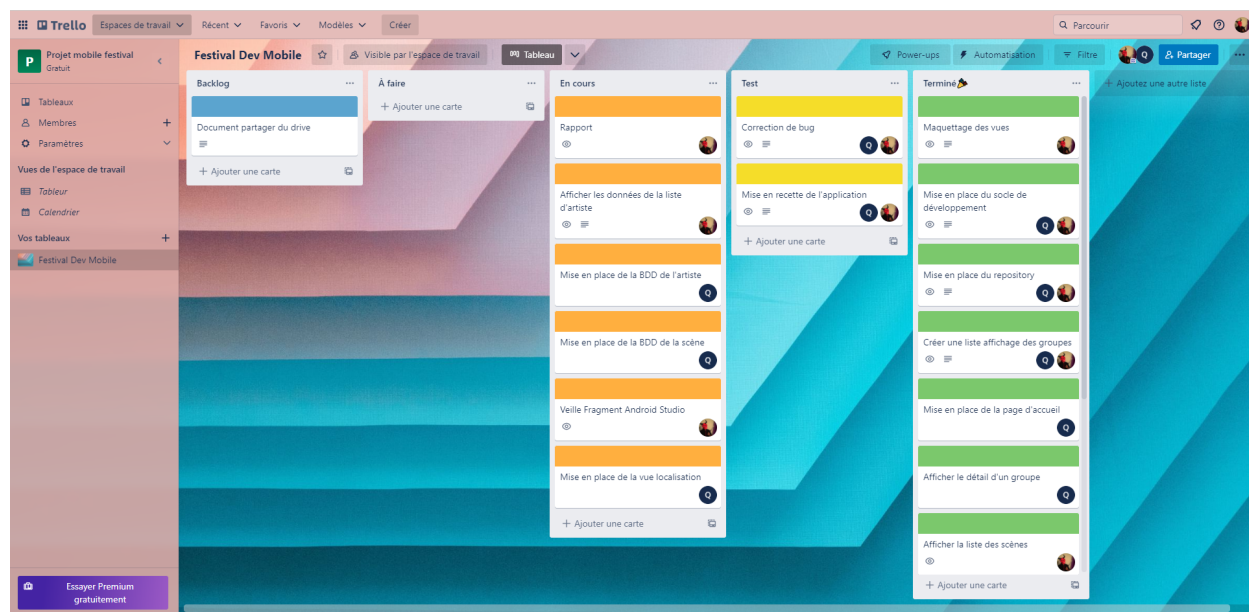 Trello
Espaces de travail
Récent
Favoris
Modèles
Créer
Parcourir
P
Projet mobile festival
Gratuit
Tableaux
Membres
Paramètres
Vues de l'espace de travail
Tableur
Calendrier
Vos tableaux
Festival Dev Mobile
Essayer Premium
gratuitement
Festival Dev Mobile
Visible par l'espace de travail
Tableau
Power-ups
Automatisation
Filtre
Q
Partager
Backlog
Document partager du drive
+ Ajouter une carte
À faire
+ Ajouter une carte
En cours
Rapport
Afficher les données de la liste
d'artiste
Mise en place de la BDD de l'artiste
Q
Mise en place de la BDD de la scène
Q
Veille Fragment Android Studio
Mise en place de la vue localisation
Q
+ Ajouter une carte
Test
Correction de bug
Q
Mise en recette de l'application
Q
+ Ajouter une carte
Terminé
Maquettage des vues
Mise en place du socle de
développement
Q
Mise en place du repository
Q
Créer une liste affichage des groupes
Q
Mise en place de la page d'accueil
Q
Afficher le détail d'un groupe
Q
Afficher la liste des scènes
+ Ajouter une carte
+ Ajoutez une autre liste